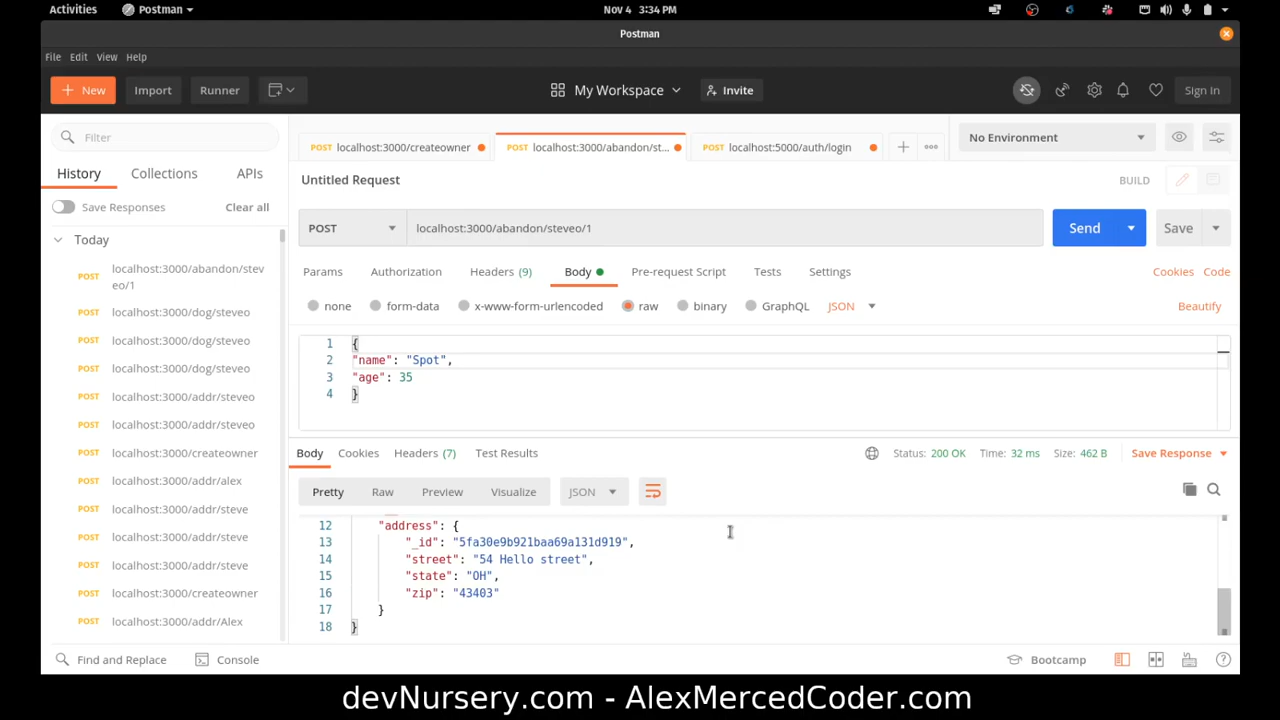 Activities
Postman
Nov 4 3:34 PM
Postman
File Edit View Help
+ New
Import
Runner
My Workspace
Invite
Sign In
Filter
POST localhost:3000/createowner
POST localhost:3000/abandon/st...
POST localhost:5000/auth/login
No Environment
History
Collections
APIs
Untitled Request
BUILD
Save Responses
Clear all
POST
localhost:3000/abandon/steveo/1
Send
Save
Today
Params
Authorization
Headers (9)
Body
Pre-request Script
Tests
Settings
Cookies
Code
POST localhost:3000/abandon/stev
eo/1
POST localhost:3000/dog/steveo
POST localhost:3000/dog/steveo
POST localhost:3000/dog/steveo
POST localhost:3000/addr/steveo
POST localhost:3000/addr/steveo
POST localhost:3000/createowner
POST localhost:3000/addr/alex
POST localhost:3000/addr/steve
POST localhost:3000/addr/steve
POST localhost:3000/addr/steve
POST localhost:3000/createowner
POST localhost:3000/addr/Alex
none
form-data
x-www-form-urlencoded
raw
binary
GraphQL
JSON
Beautify
1 {
2 "name": "Spot",
3 "age": 35
4 }
Body
Cookies
Headers (7)
Test Results
Status: 200 OK
Time: 32 ms
Size: 462 B
Save Response
Pretty
Raw
Preview
Visualize
JSON
12 "address": {
13 "_id": "5fa30e9b921baa69a131d919",
14 "street": "54 Hello street",
15 "state": "OH",
16 "zip": "43403"
17 }
18 }
Find and Replace
Console
Bootcamp
devNursery.com - AlexMercedCoder.com